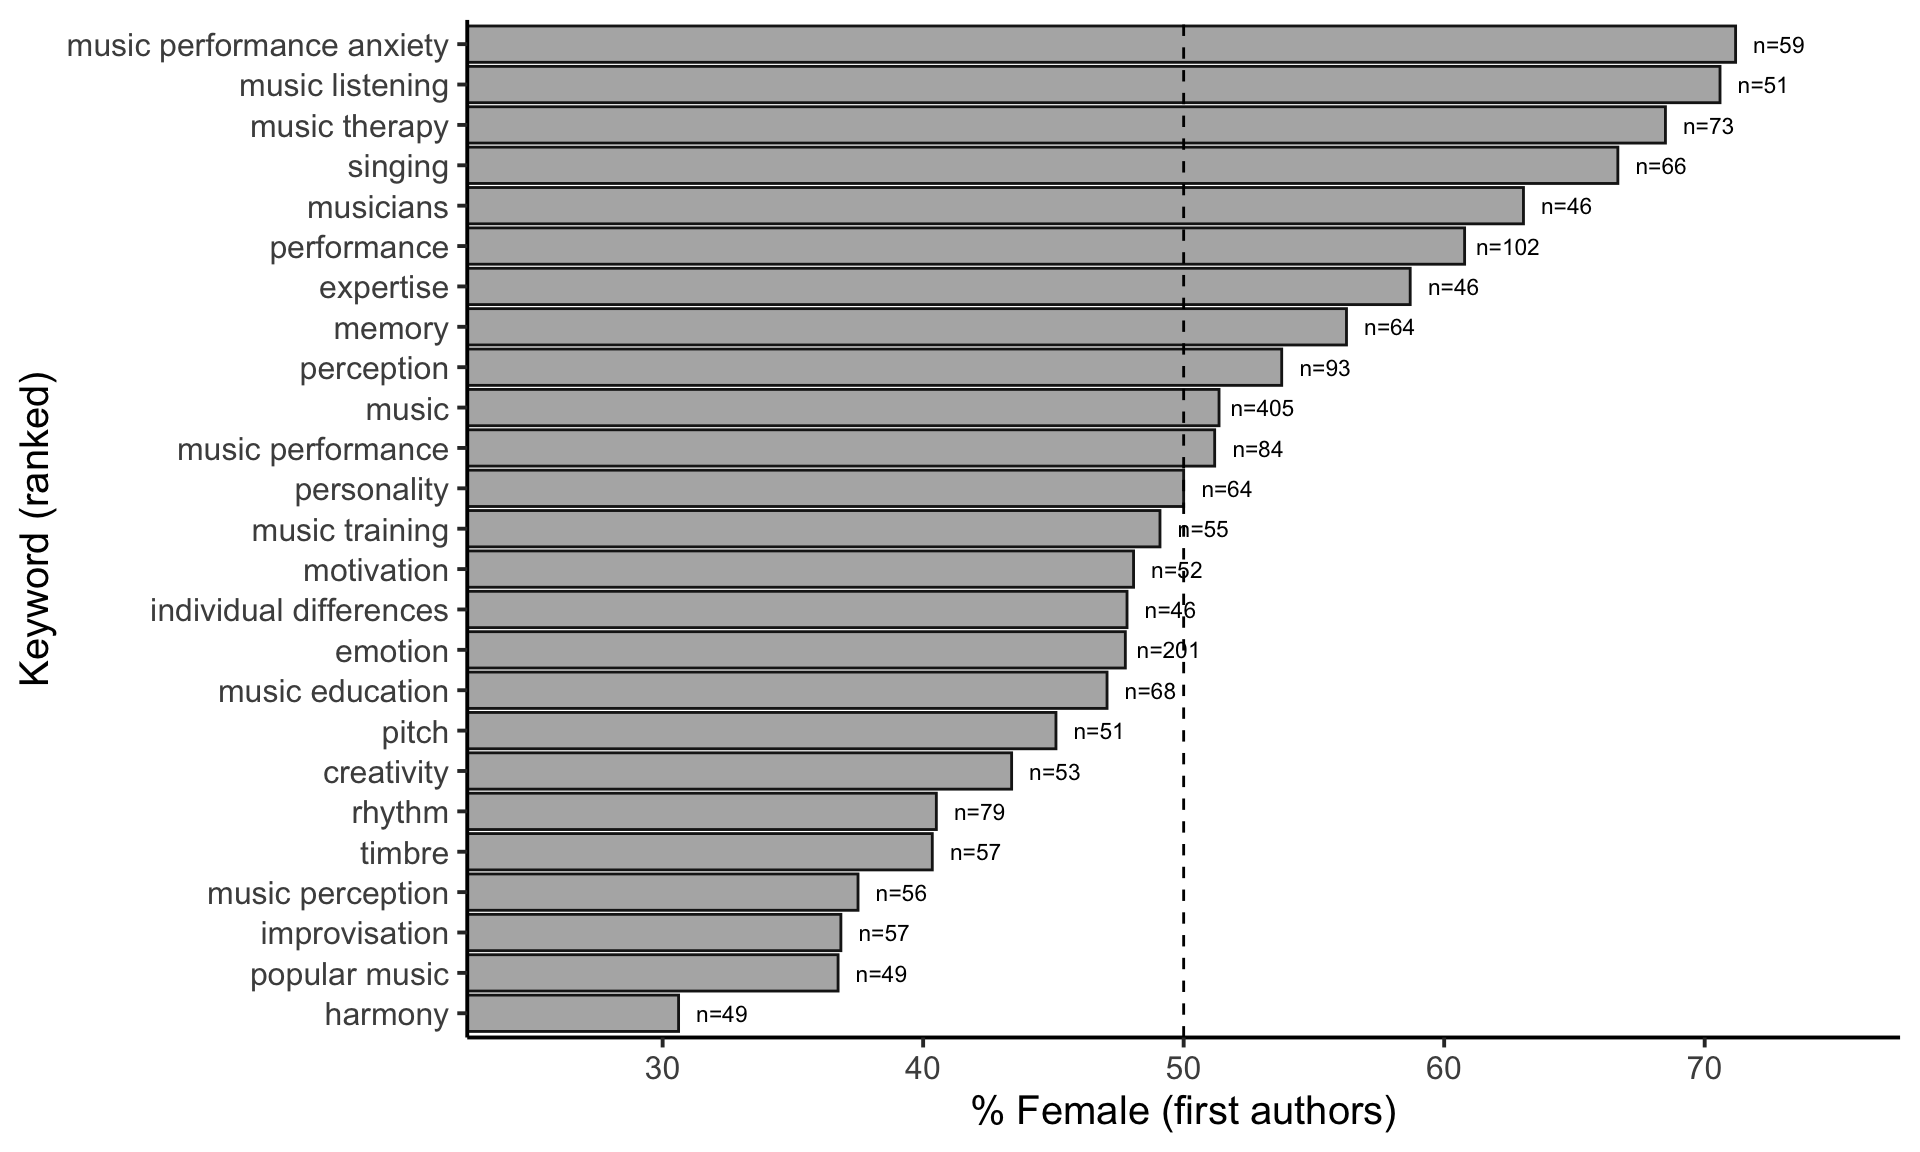 Keyword (ranked)
music performance anxiety n=59
music listening n=51
music therapy n=73
singing n=66
musicians n=46
performance n=102
expertise n=46
memory n=64
perception n=93
music n=405
music performance n=84
personality n=64
music training n=55
motivation n=52
individual differences n=46
emotion n=201
music education n=68
pitch n=51
creativity n=53
rhythm n=79
timbre n=57
music perception n=56
improvisation n=57
popular music n=49
harmony n=49
30 40 50 60 70
% Female (first authors)